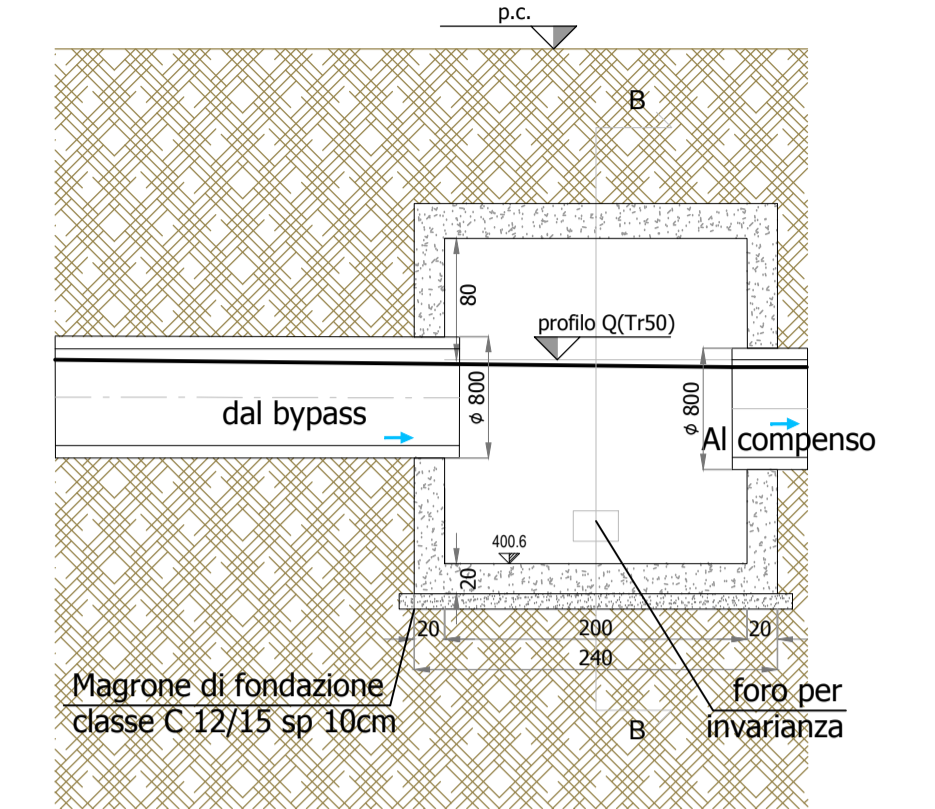 p.c.
B
80
profilo Q(Tr50)
ϕ 800
ϕ 800
dal bypass
Al compenso
400.6
20
20
200
20
240
Magrone di fondazione
classe C 12/15 sp 10cm
foro per
invarianza
B